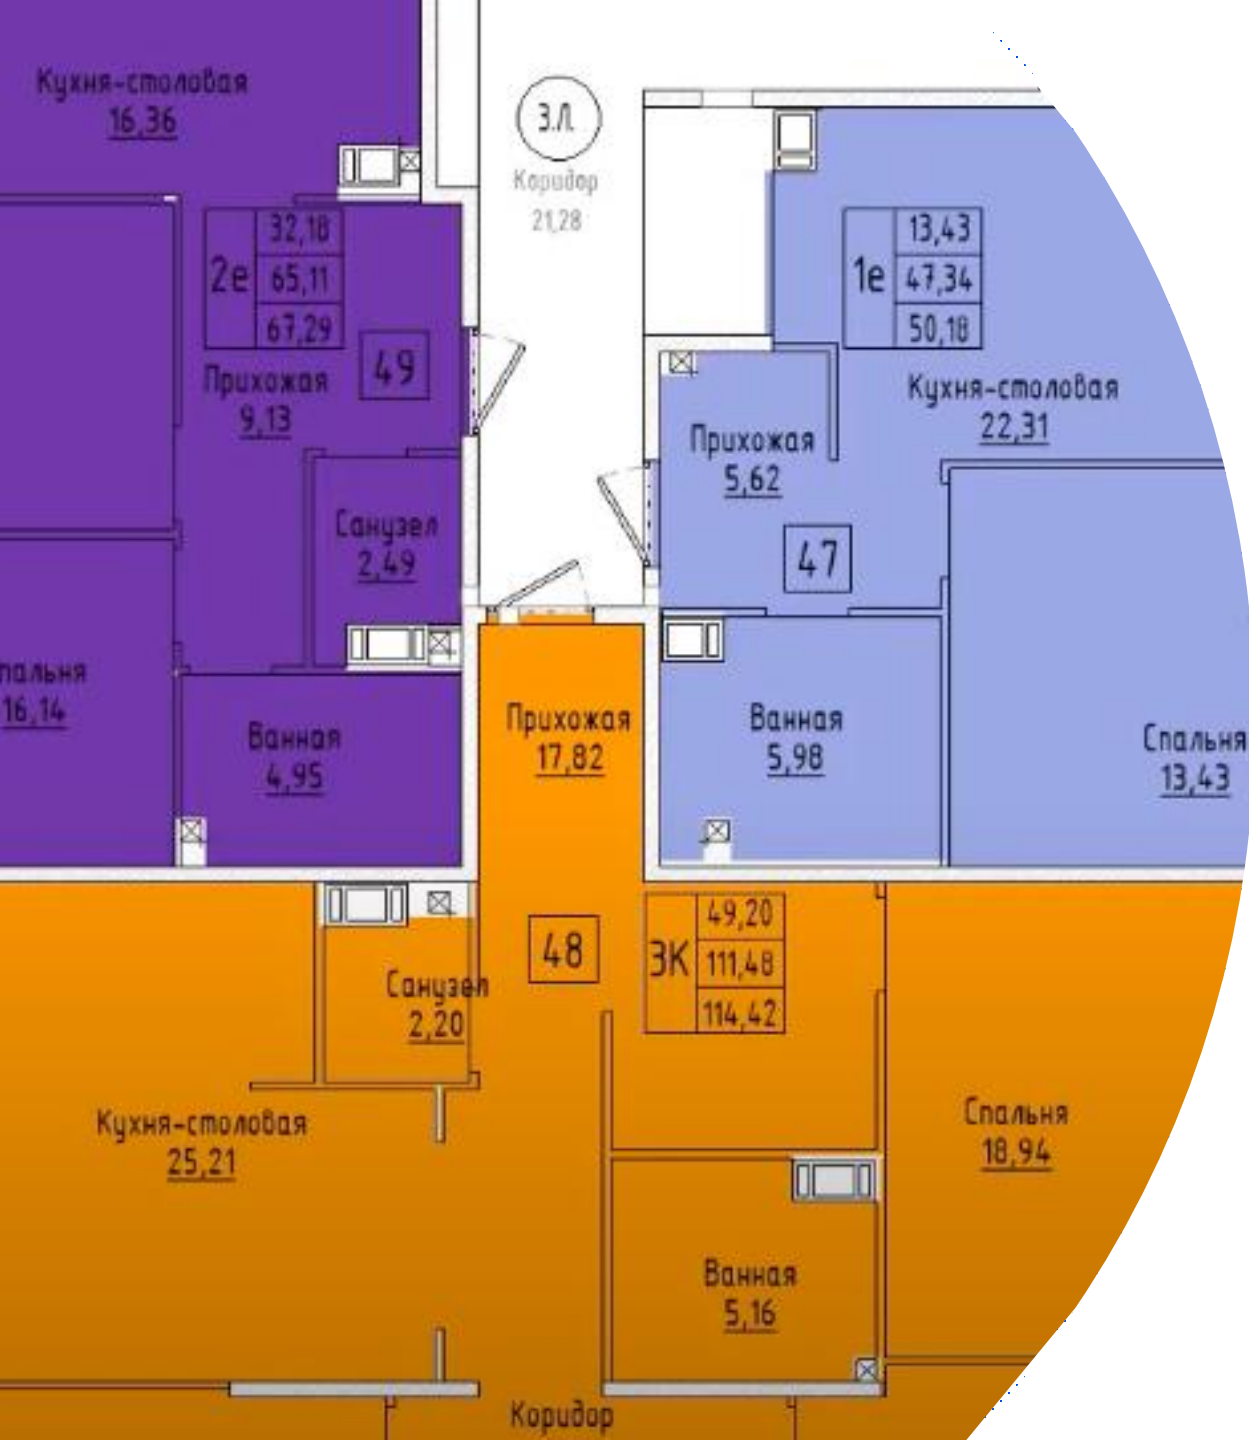 Кухня-столовая
16,36
З.Л.
Коридор
21,28
2е
32,18
65,11
67,29
49
Прихожая
9,13
Санузел
2,49
Ванная
4,95
пальня
16,14
1е
13,43
47,34
50,18
Кухня-столовая
22,31
Прихожая
5,62
47
Ванная
5,98
Спальня
13,43
Прихожая
17,82
48
3К
49,20
111,48
114,42
Санузел
2,20
Кухня-столовая
25,21
Спальня
18,94
Ванная
5,16
Коридор